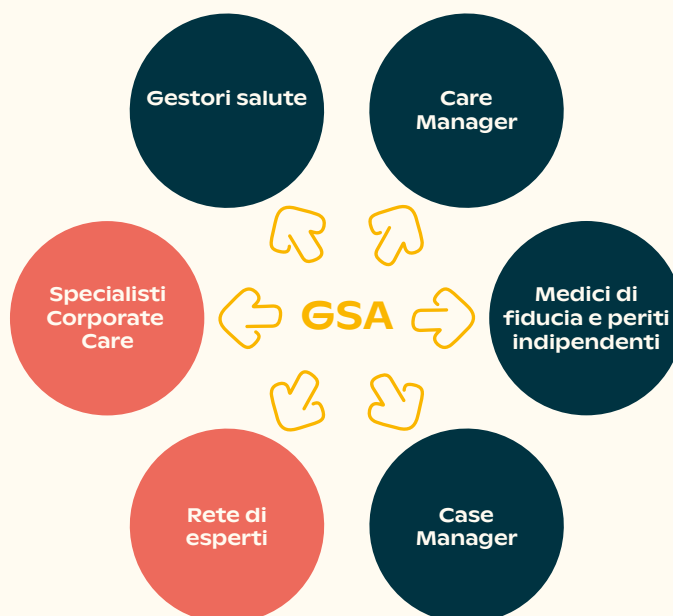 Gestori salute
Care
Manager
Specialisti
Corporate
Care
GSA
Medici di
fiducia e periti
indipendenti
Rete di
esperti
Case
Manager